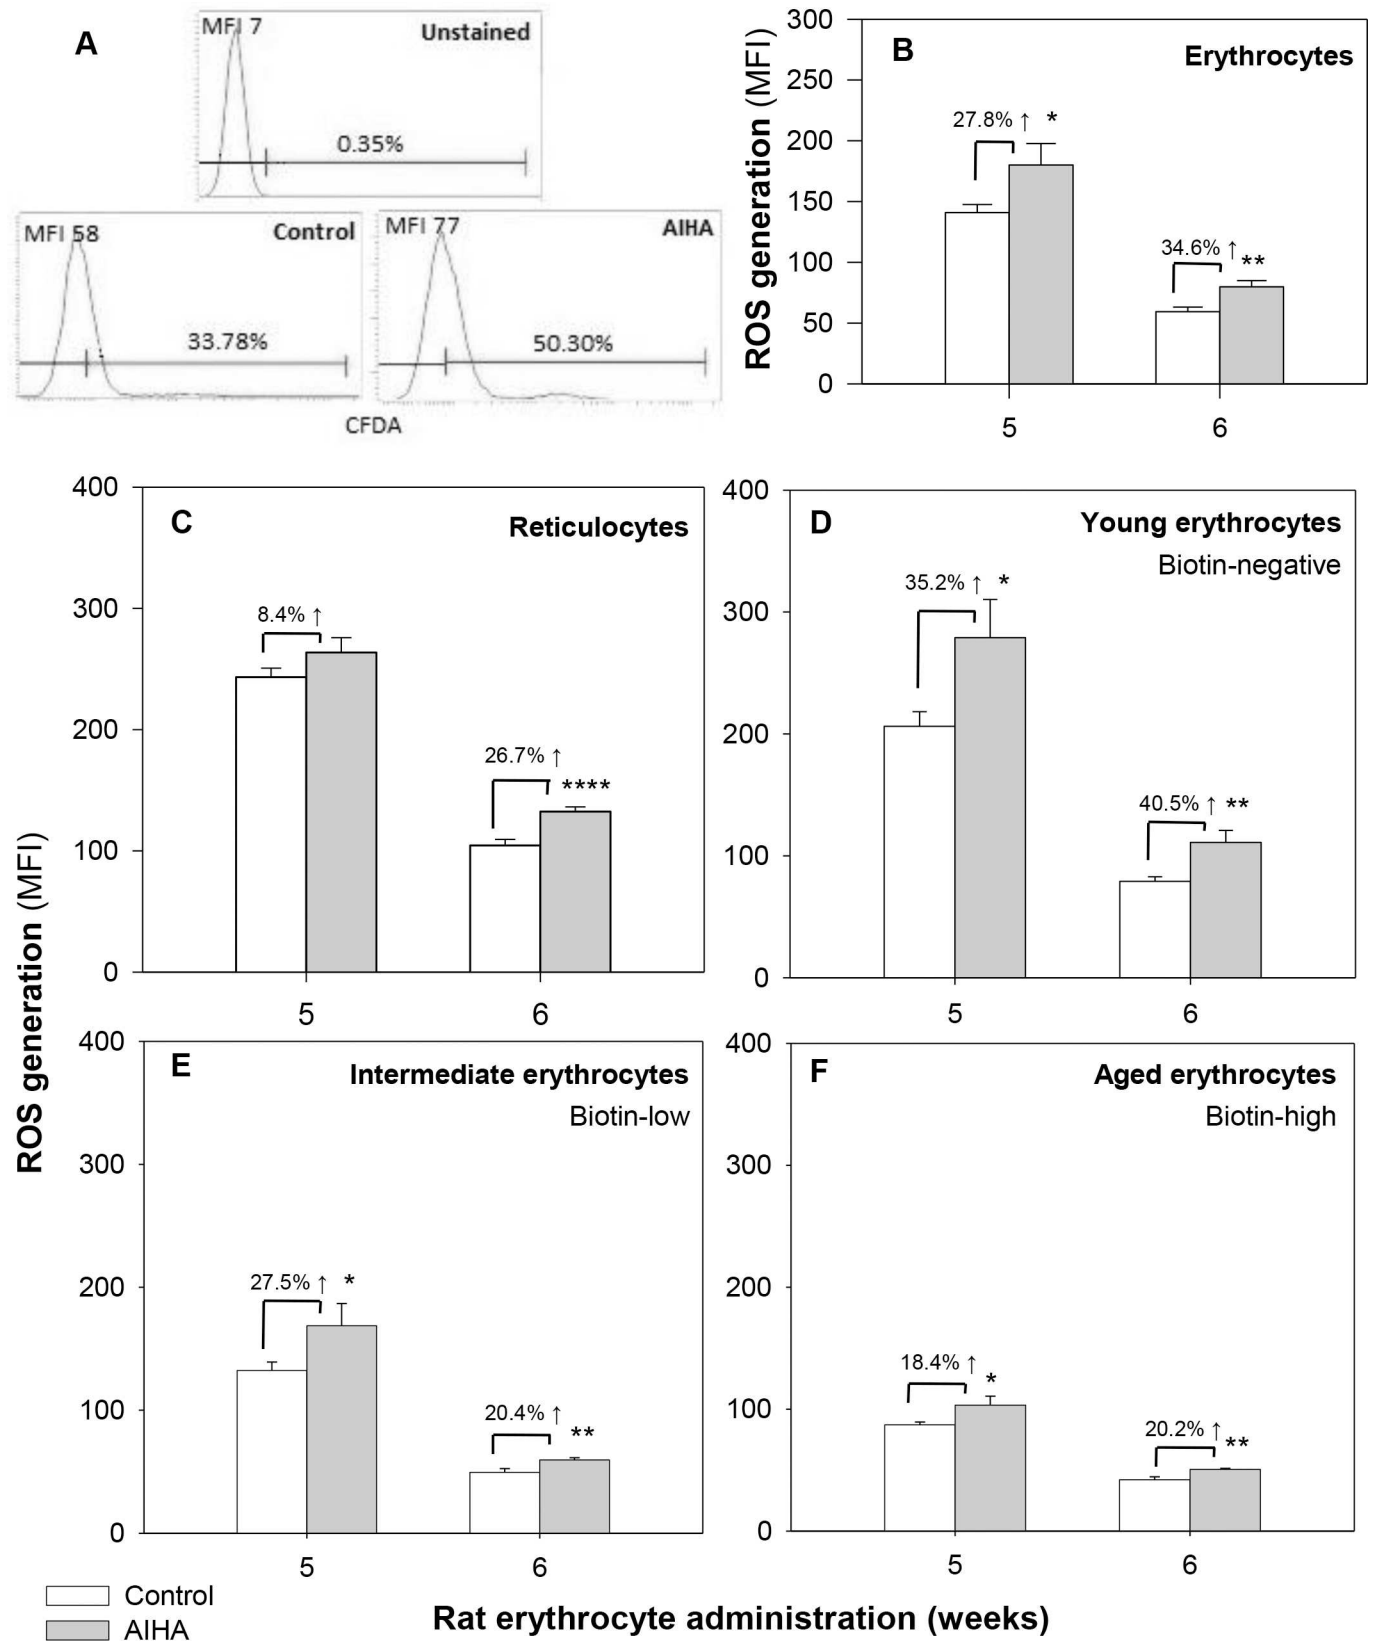 A
MFI 7
Unstained
0.35%
MFI 58
Control
33.78%
MFI 77
AIHA
50.30%
CFDA
B
Erythrocytes
ROS generation (MFI)
300
250
200
150
100
50
0
27.8% ↑ *
34.6% ↑ **
5 6
C
Reticulocytes
400
300
200
100
0
8.4% ↑
26.7% ↑
****
5 6
D
Young erythrocytes
Biotin-negative
400
300
200
100
0
35.2% ↑ *
40.5% ↑ **
5 6
ROS generation (MFI)
E
Intermediate erythrocytes
Biotin-low
400
300
200
100
0
27.5% ↑ *
20.4% ↑
**
5 6
F
Aged erythrocytes
Biotin-high
400
300
200
100
0
18.4% ↑
*
20.2% ↑
**
5 6
Control
AIHA
Rat erythrocyte administration (weeks)